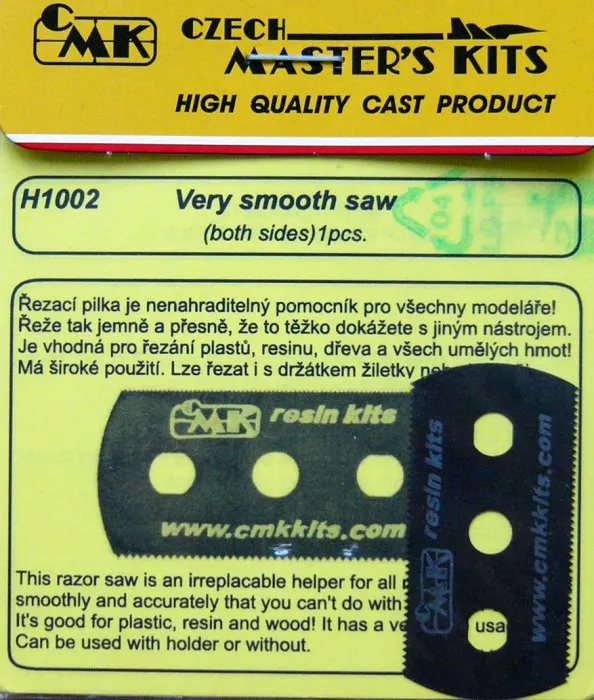 CMK
CZECH
MASTER'S KITS
HIGH QUALITY CAST PRODUCT
H1002 Very smooth saw
(both sides)1pcs.
04
LDPE
Řezací pilka je nenahraditelný pomocník pro všechny modeláře!
Řeže tak jemně a přesně, že to těžko dokážete s jiným nástrojem.
Je vhodná pro řezání plastů, resinu, dřeva a všech umělých hmot!
Má široké použití. Lze řezat i s držátkem žiletky
CMK resin kits
www.cmkkits.com
CMK resin kits
www.cmkkits.com
This razor saw is an irreplacable helper for all
smoothly and accurately that you can't do with
It's good for plastic, resin and wood! It has a usa
Can be used with holder or without.